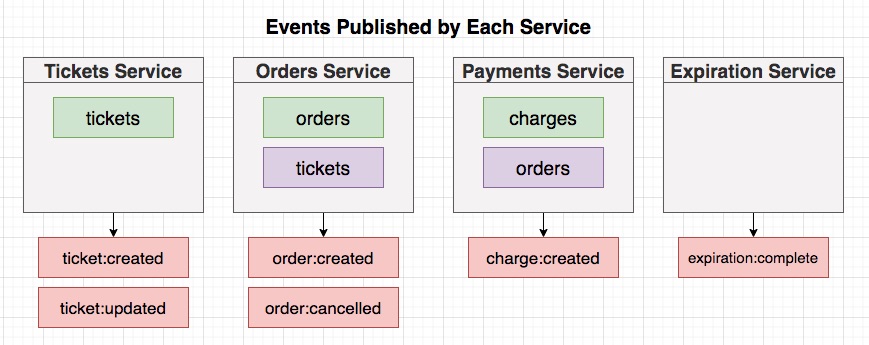 Events Published by Each Service
Tickets Service
tickets
ticket:created
ticket:updated
Orders Service
orders
tickets
order:created
order:cancelled
Payments Service
charges
orders
charge:created
Expiration Service
expiration:complete